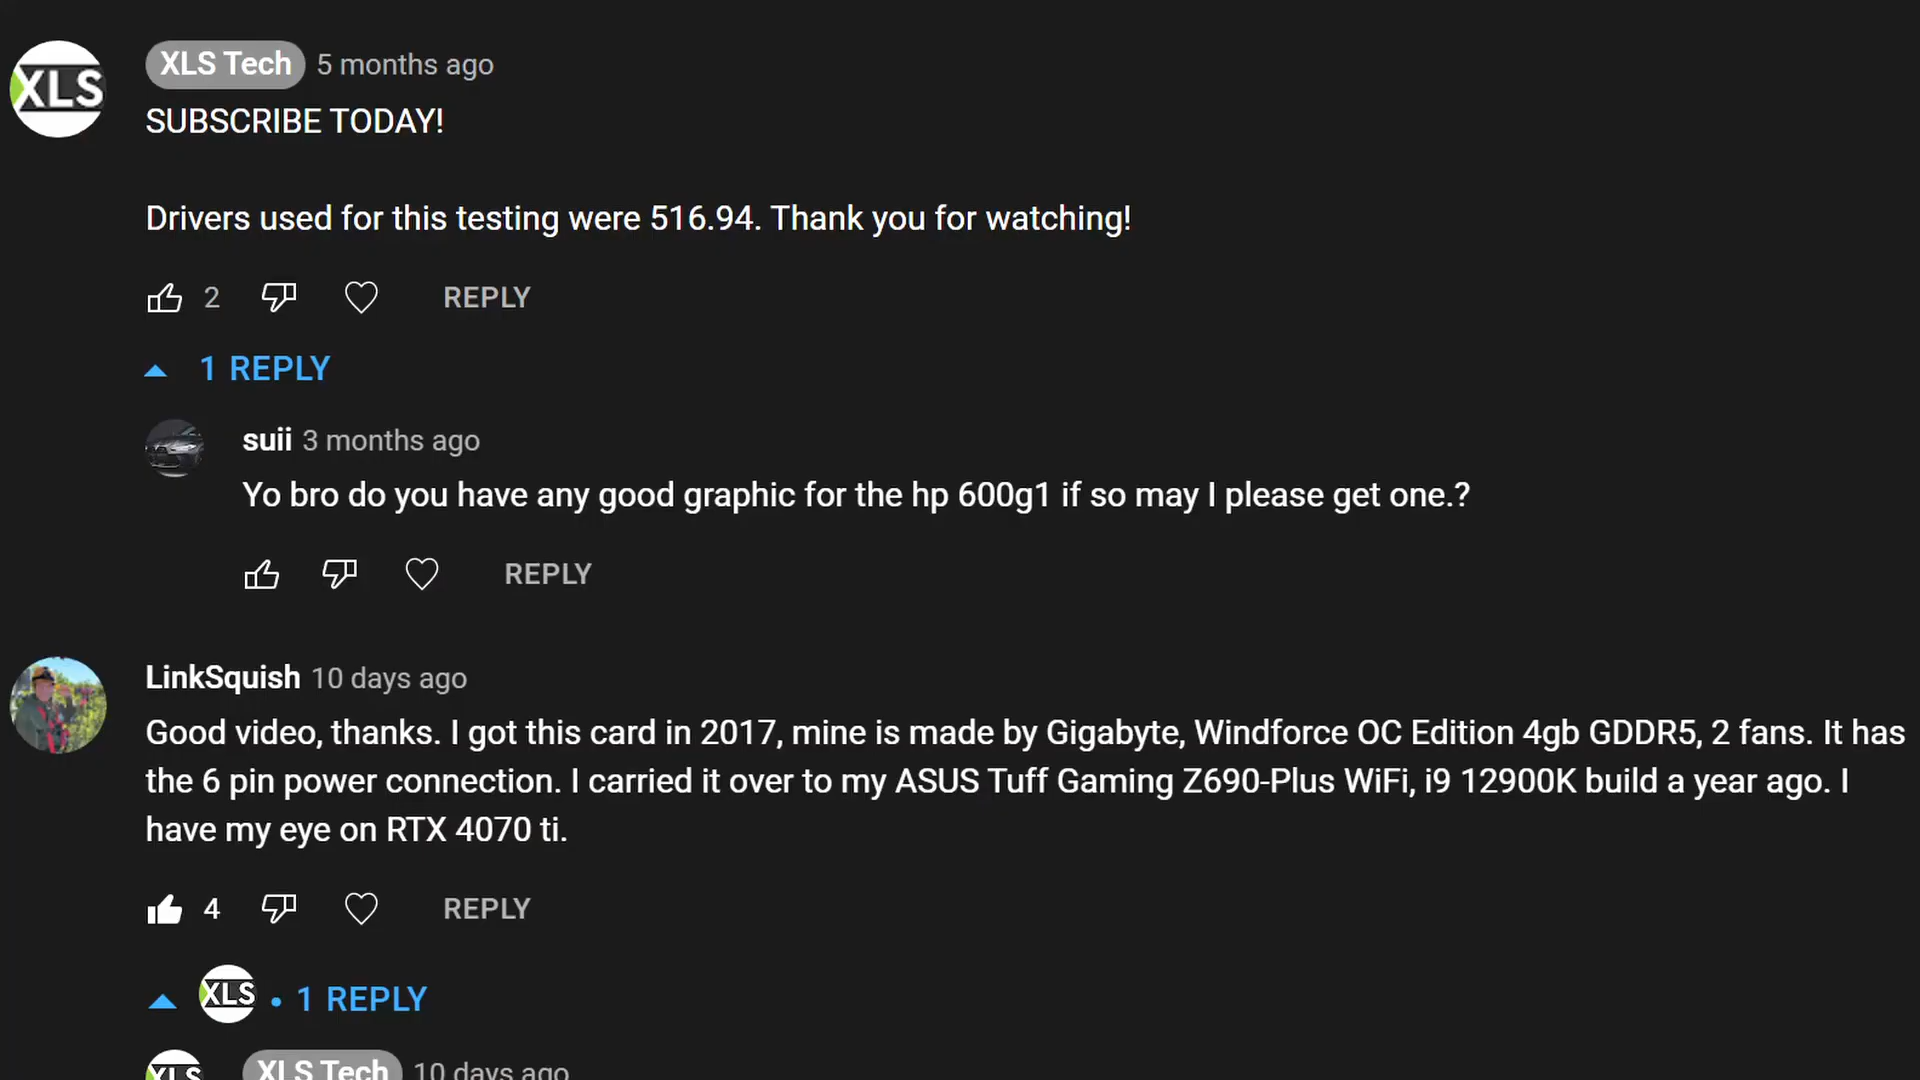 XLS
XLS Tech 5 months ago
SUBSCRIBE TODAY!
Drivers used for this testing were 516.94. Thank you for watching!
2 REPLY
1 REPLY
suii 3 months ago
Yo bro do you have any good graphic for the hp 600g1 if so may I please get one.?
REPLY
LinkSquish 10 days ago
Good video, thanks. I got this card in 2017, mine is made by Gigabyte, Windforce OC Edition 4gb GDDR5, 2 fans. It has
the 6 pin power connection. I carried it over to my ASUS Tuff Gaming Z690-Plus WiFi, i9 12900K build a year ago. I
have my eye on RTX 4070 ti.
4 REPLY
XLS • 1 REPLY
XLS XLS Tech 10 days ago